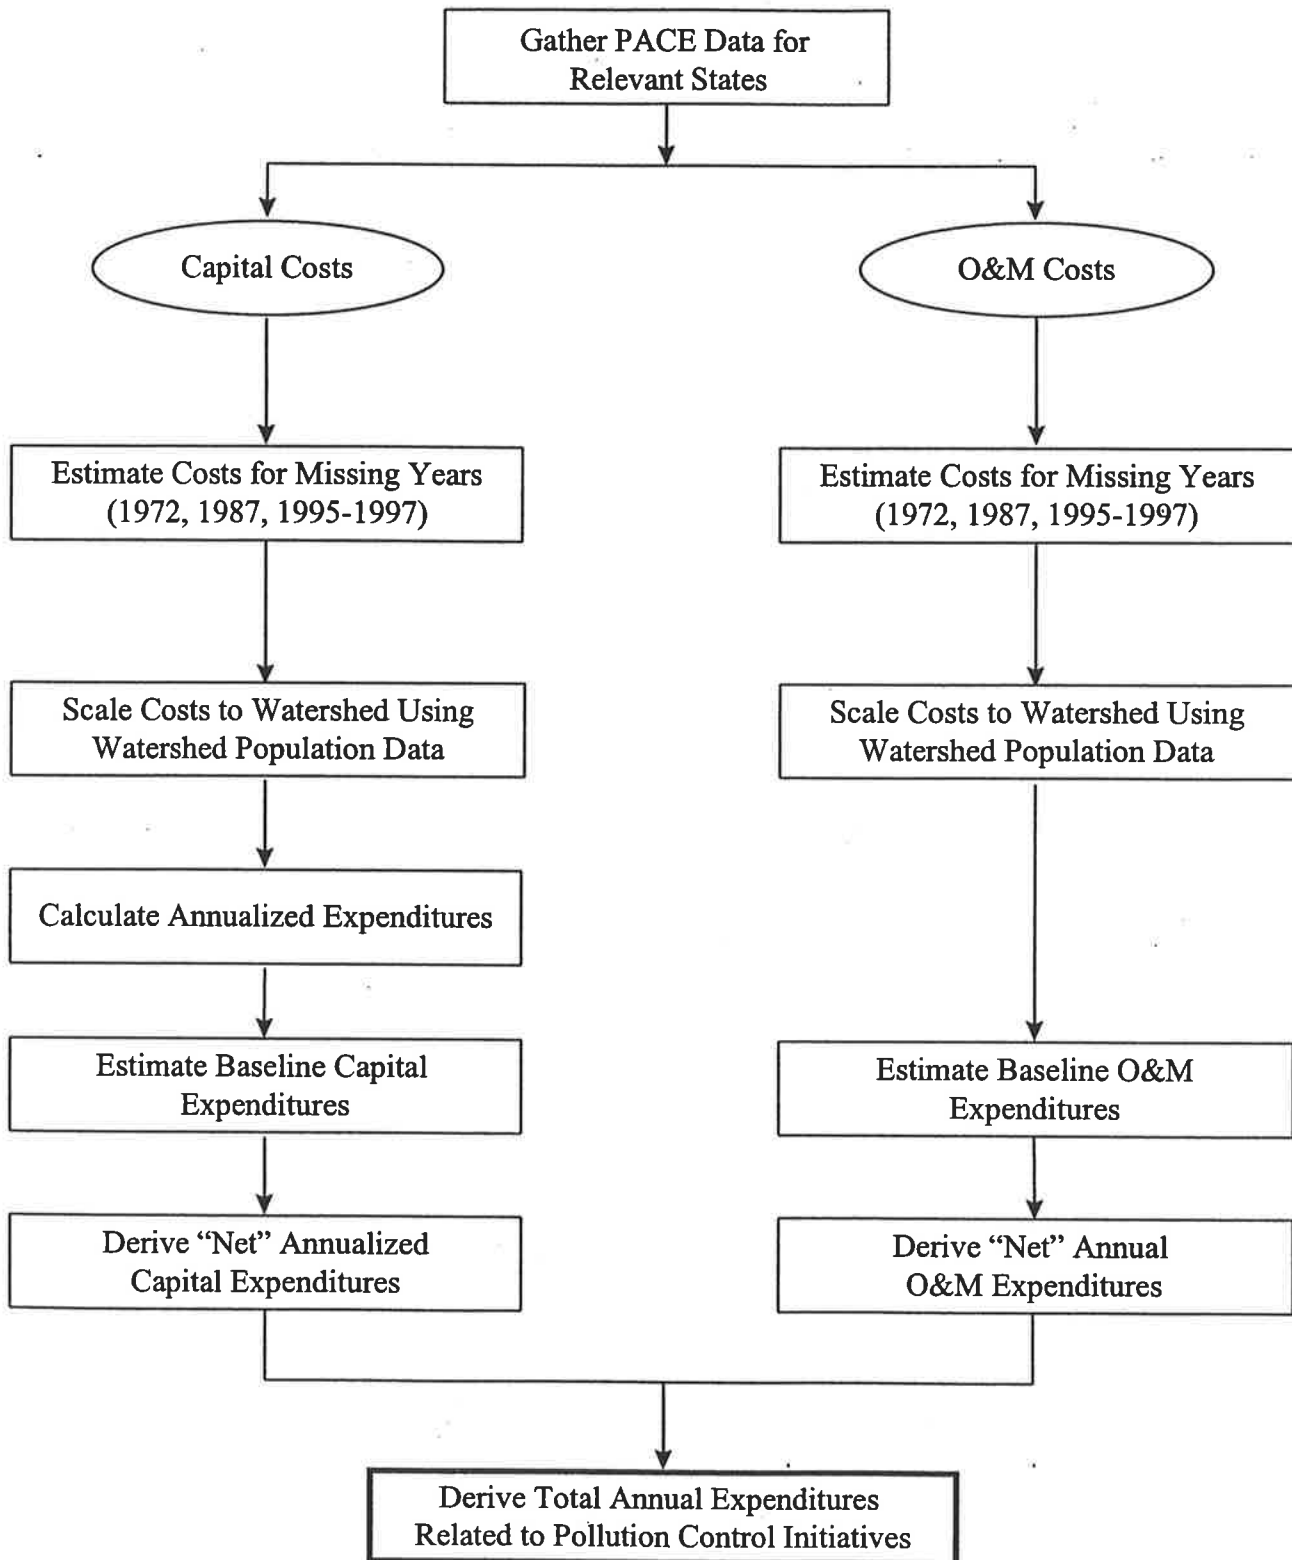 Gather PACE Data for
Relevant States
Capital Costs
O&M Costs
Estimate Costs for Missing Years
(1972, 1987, 1995-1997)
Estimate Costs for Missing Years
(1972, 1987, 1995-1997)
Scale Costs to Watershed Using
Watershed Population Data
Scale Costs to Watershed Using
Watershed Population Data
Calculate Annualized Expenditures
Estimate Baseline Capital
Expenditures
Estimate Baseline O&M
Expenditures
Derive “Net” Annualized
Capital Expenditures
Derive “Net” Annual
O&M Expenditures
Derive Total Annual Expenditures
Related to Pollution Control Initiatives